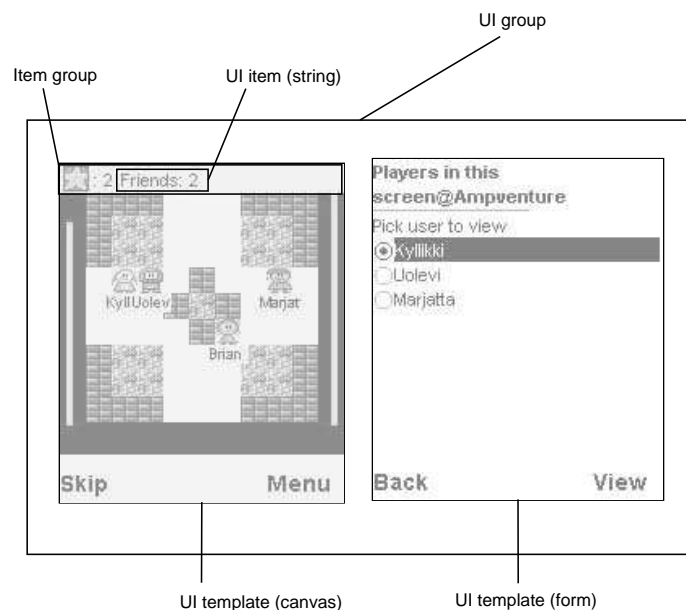 UI group
Item group
UI item (string)
: 2 Friends: 2
Kyll Uolev
Marjat
Brian
Skip
Menu
Players in this
screen@Ampventure
Pick user to view
Kyllikki
Uolevi
Marjatta
Back
View
UI template (canvas)
UI template (form)